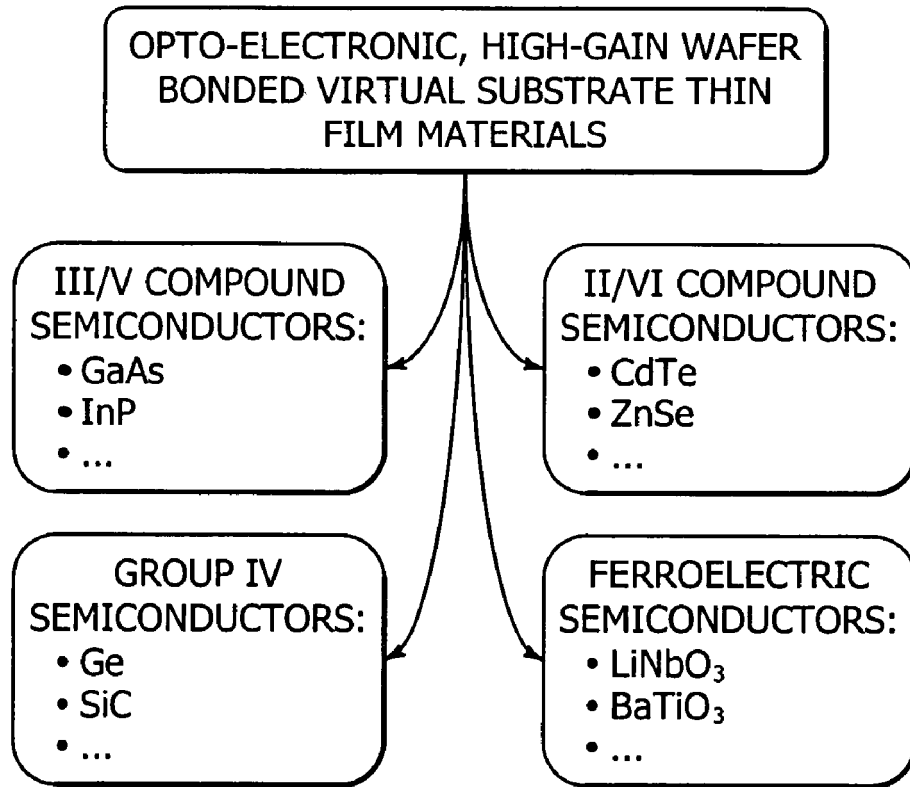 OPTO-ELECTRONIC, HIGH-GAIN WAFER
BONDED VIRTUAL SUBSTRATE THIN
FILM MATERIALS
III/V COMPOUND
SEMICONDUCTORS:
• GaAs
• InP
• ...
II/VI COMPOUND
SEMICONDUCTORS:
• CdTe
• ZnSe
• ...
GROUP IV
SEMICONDUCTORS:
• Ge
• SiC
• ...
FERROELECTRIC
SEMICONDUCTORS:
• LiNbO₃
• BaTiO₃
• ...